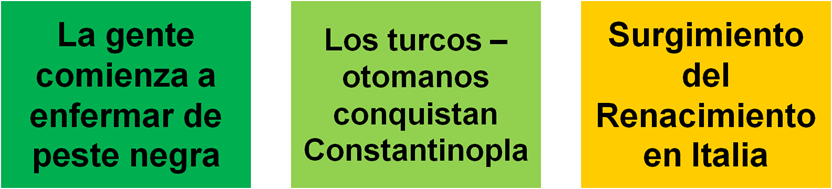 La gente
comienza a
enfermar de
peste negra
Los turcos –
otomanos
conquistan
Constantinopla
Surgimiento
del
Renacimiento
en Italia